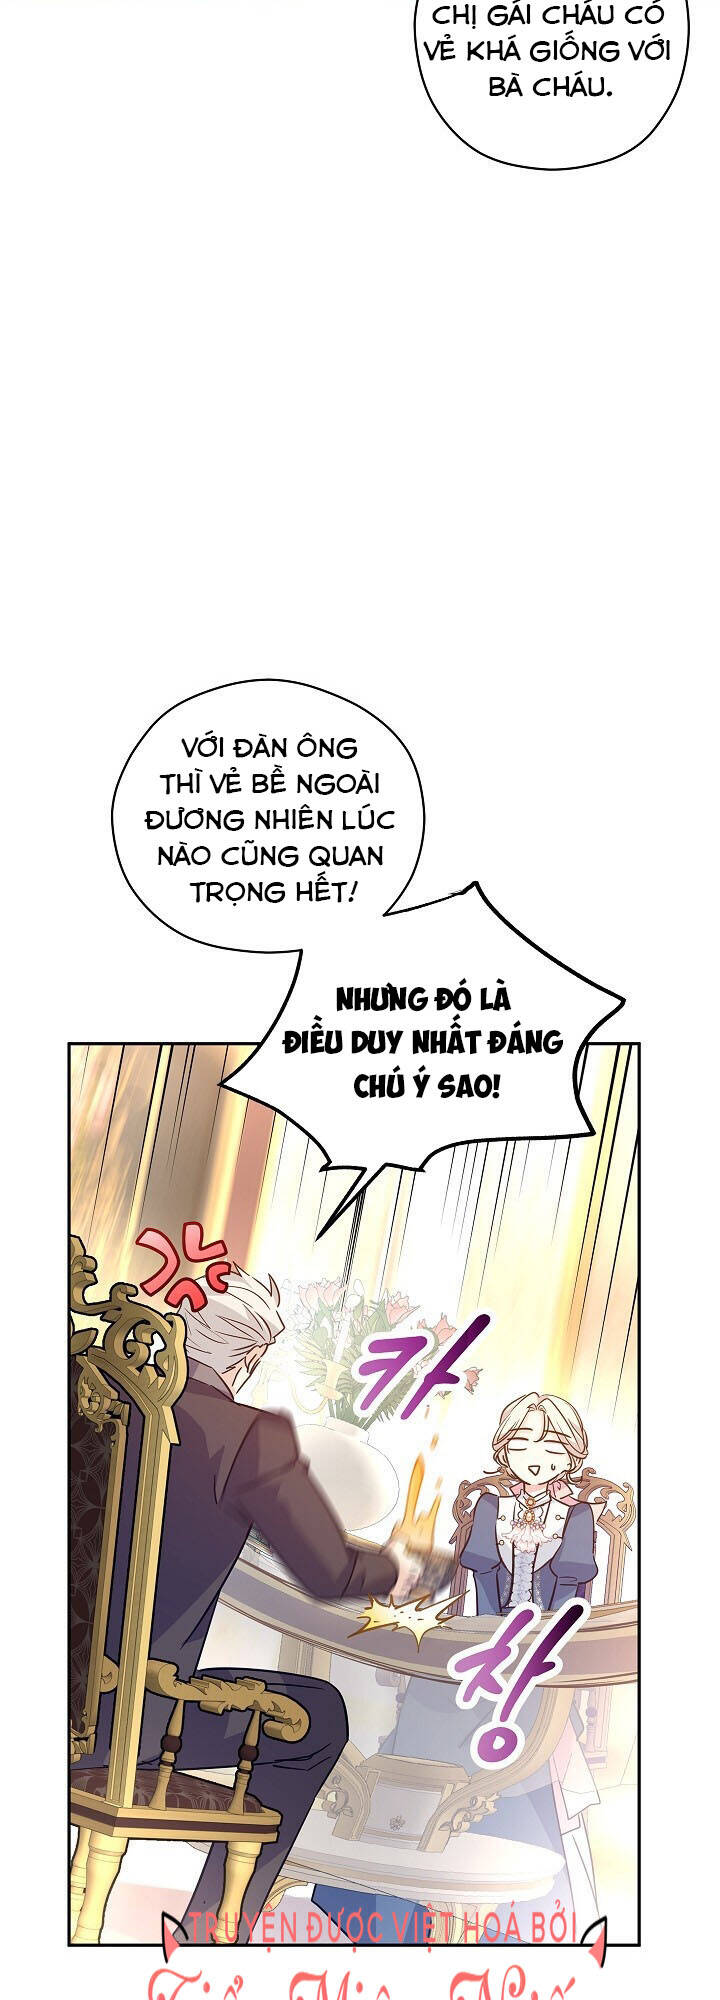 CHỊ GÁI CHÁU CÓ
VẺ KHÁ GIỐNG VỚI
BÀ CHÁU.
VỚI ĐÀN ÔNG
THÌ VẺ BỀ NGOÀI
ĐƯƠNG NHIÊN LÚC
NÀO CŨNG QUAN
TRỌNG HẾT!
NHƯNG ĐÓ LÀ
ĐIỀU DUY NHẤT ĐÁNG
CHÚ Ý SAO!
카
창
TRUYỆN ĐƯỢC VIỆT HOÁ BỞI